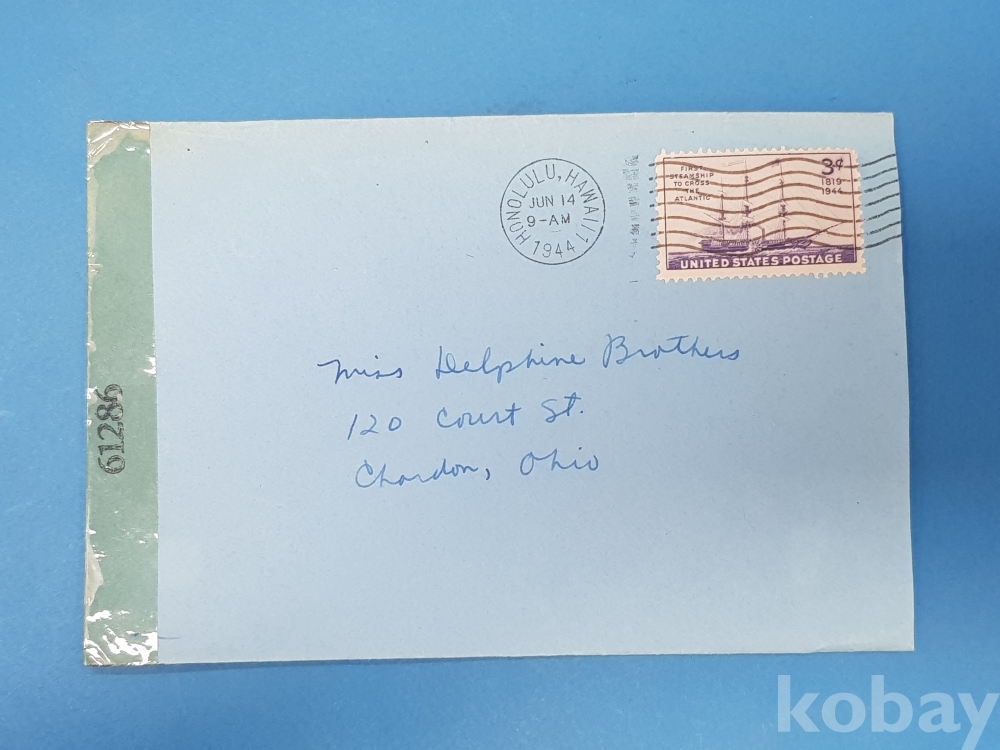 HONOLULU, HAWAII
JUN 14
9-AM
1944
FIRST
STEAMSHIP
TO CROSS
THE
ATLANTIC
3¢
1819
1944
UNITED STATES POSTAGE
Miss Delphine Brothers
120 Court St.
Chardon, Ohio
61286
kobay